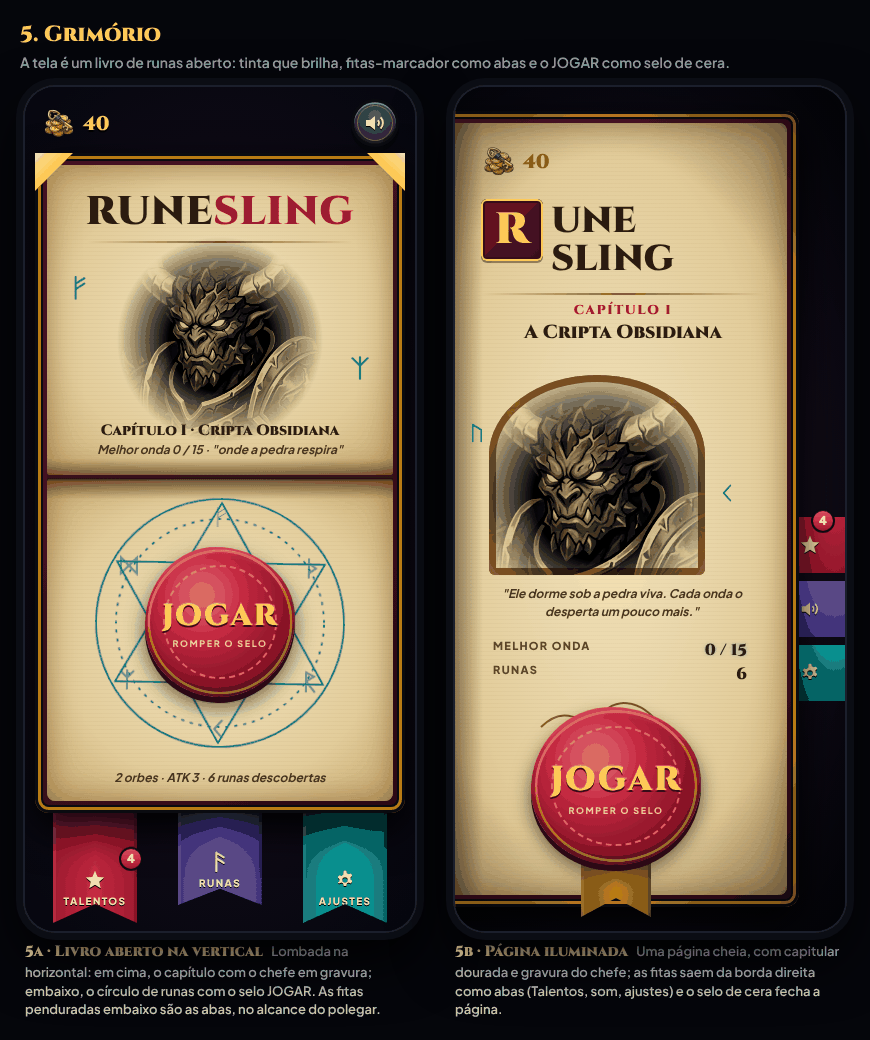 5. Grimório
A tela é um livro de runas aberto: tinta que brilha, fitas-marcador como abas e o JOGAR como selo de cera.
40
RUNESLING
Capítulo I · Cripta Obsidiana
Melhor onda 0 / 15 · "onde a pedra respira"
JOGAR
ROMPER O SELO
2 orbes · ATK 3 · 6 runas descobertas
4
TALENTOS
RUNAS
AJUSTES
5A · Livro aberto na vertical Lombada na
horizontal: em cima, o capítulo com o chefe em gravura;
embaixo, o círculo de runas com o selo JOGAR. As fitas
penduradas embaixo são as abas, no alcance do polegar.
40
R UNE
SLING
CAPÍTULO I
A Cripta Obsidiana
4
"Ele dorme sob a pedra viva. Cada onda o
desperta um pouco mais."
MELHOR ONDA 0 / 15
RUNAS 6
JOGAR
ROMPER O SELO
5B · Página iluminada Uma página cheia, com capitular
dourada e gravura do chefe; as fitas saem da borda direita
como abas (Talentos, som, ajustes) e o selo de cera fecha a
página.